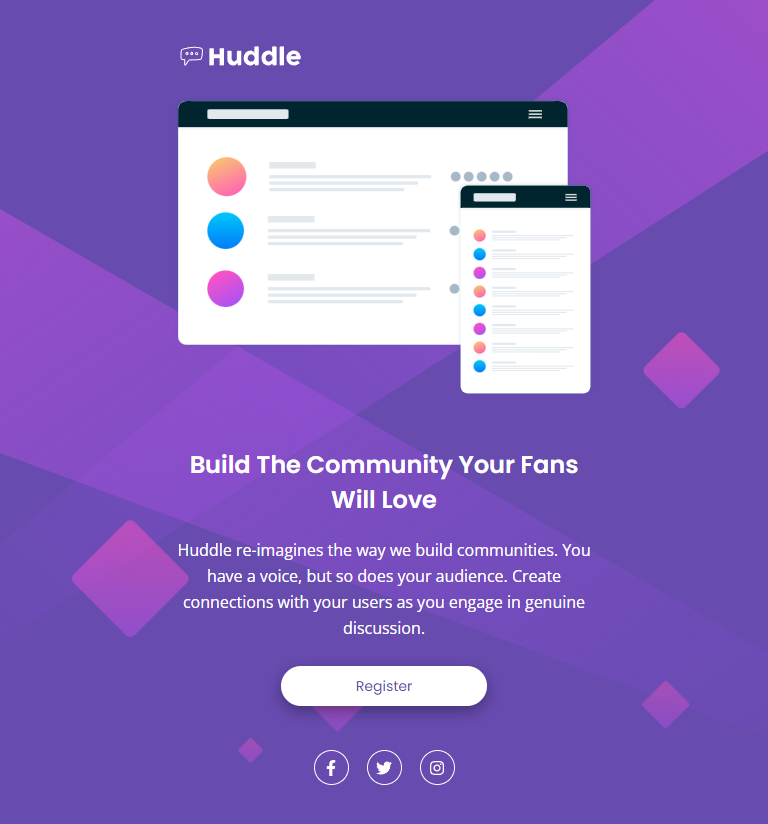 Huddle
Build The Community Your Fans
Will Love
Huddle re-imagines the way we build communities. You
have a voice, but so does your audience. Create
connections with your users as you engage in genuine
discussion.
Register